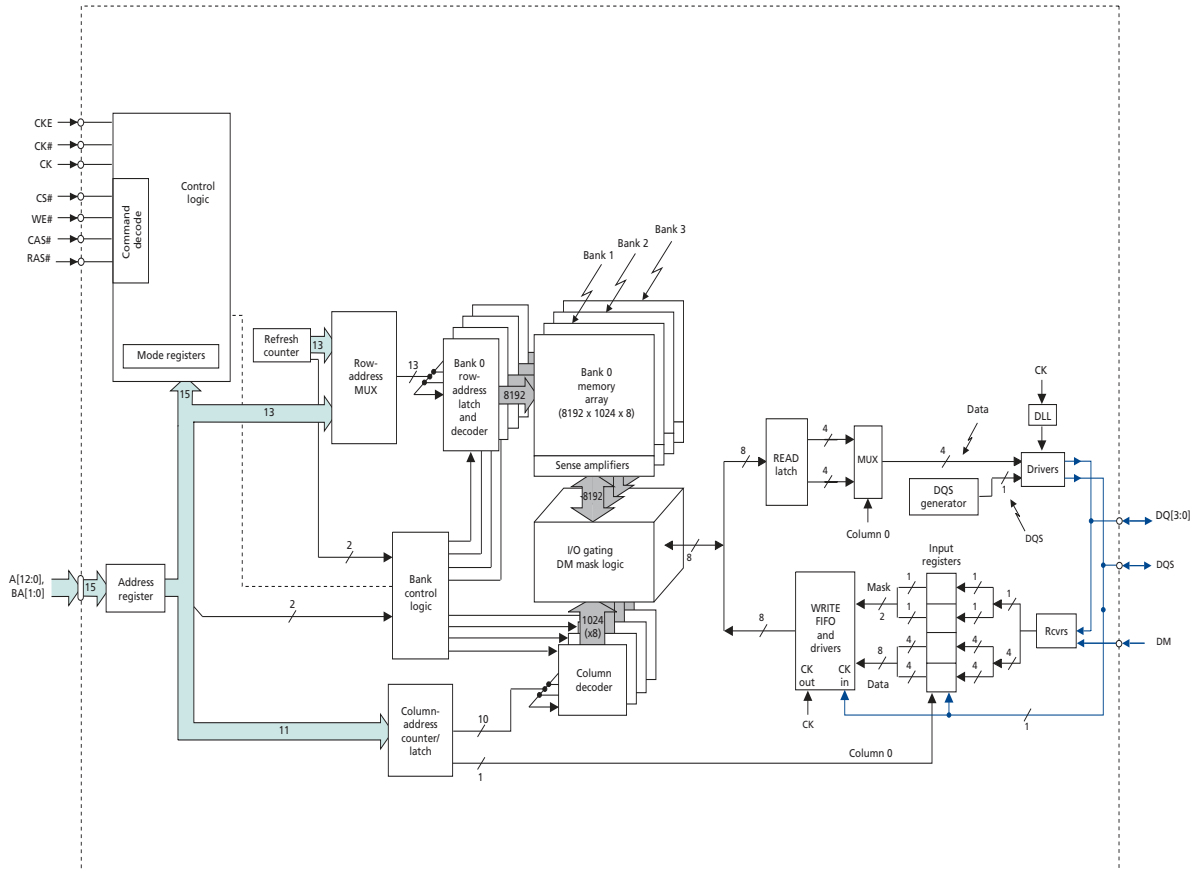 CKE
CK#
CK
CS#
WE#
CAS#
RAS#
Control
logic
Command
decode
Mode registers
15
Refresh
counter
13
Row-
address
MUX
13
13
Bank 0
row-
address
latch
and
decoder
8192
Bank 1
Bank 2
Bank 3
Bank 0
memory
array
(8192 x 1024 x 8)
Sense amplifiers
8192
I/O gating
DM mask logic
8
A[12:0],
BA[1:0]
15
Address
register
2
2
Bank
control
logic
1024
(x8)
Column
decoder
11
Column-
address
counter/
latch
10
1
Column 0
8
READ
latch
4
4
MUX
Column 0
4
Data
CK
DLL
Drivers
DQS
generator
1
DQS
DQ[3:0]
DQS
DM
8
WRITE
FIFO
and
drivers
CK
out
CK
in
CK
Mask
2
8
Data
Input
registers
1
1
4
4
1
1
4
4
1
4
Rcvrs
1